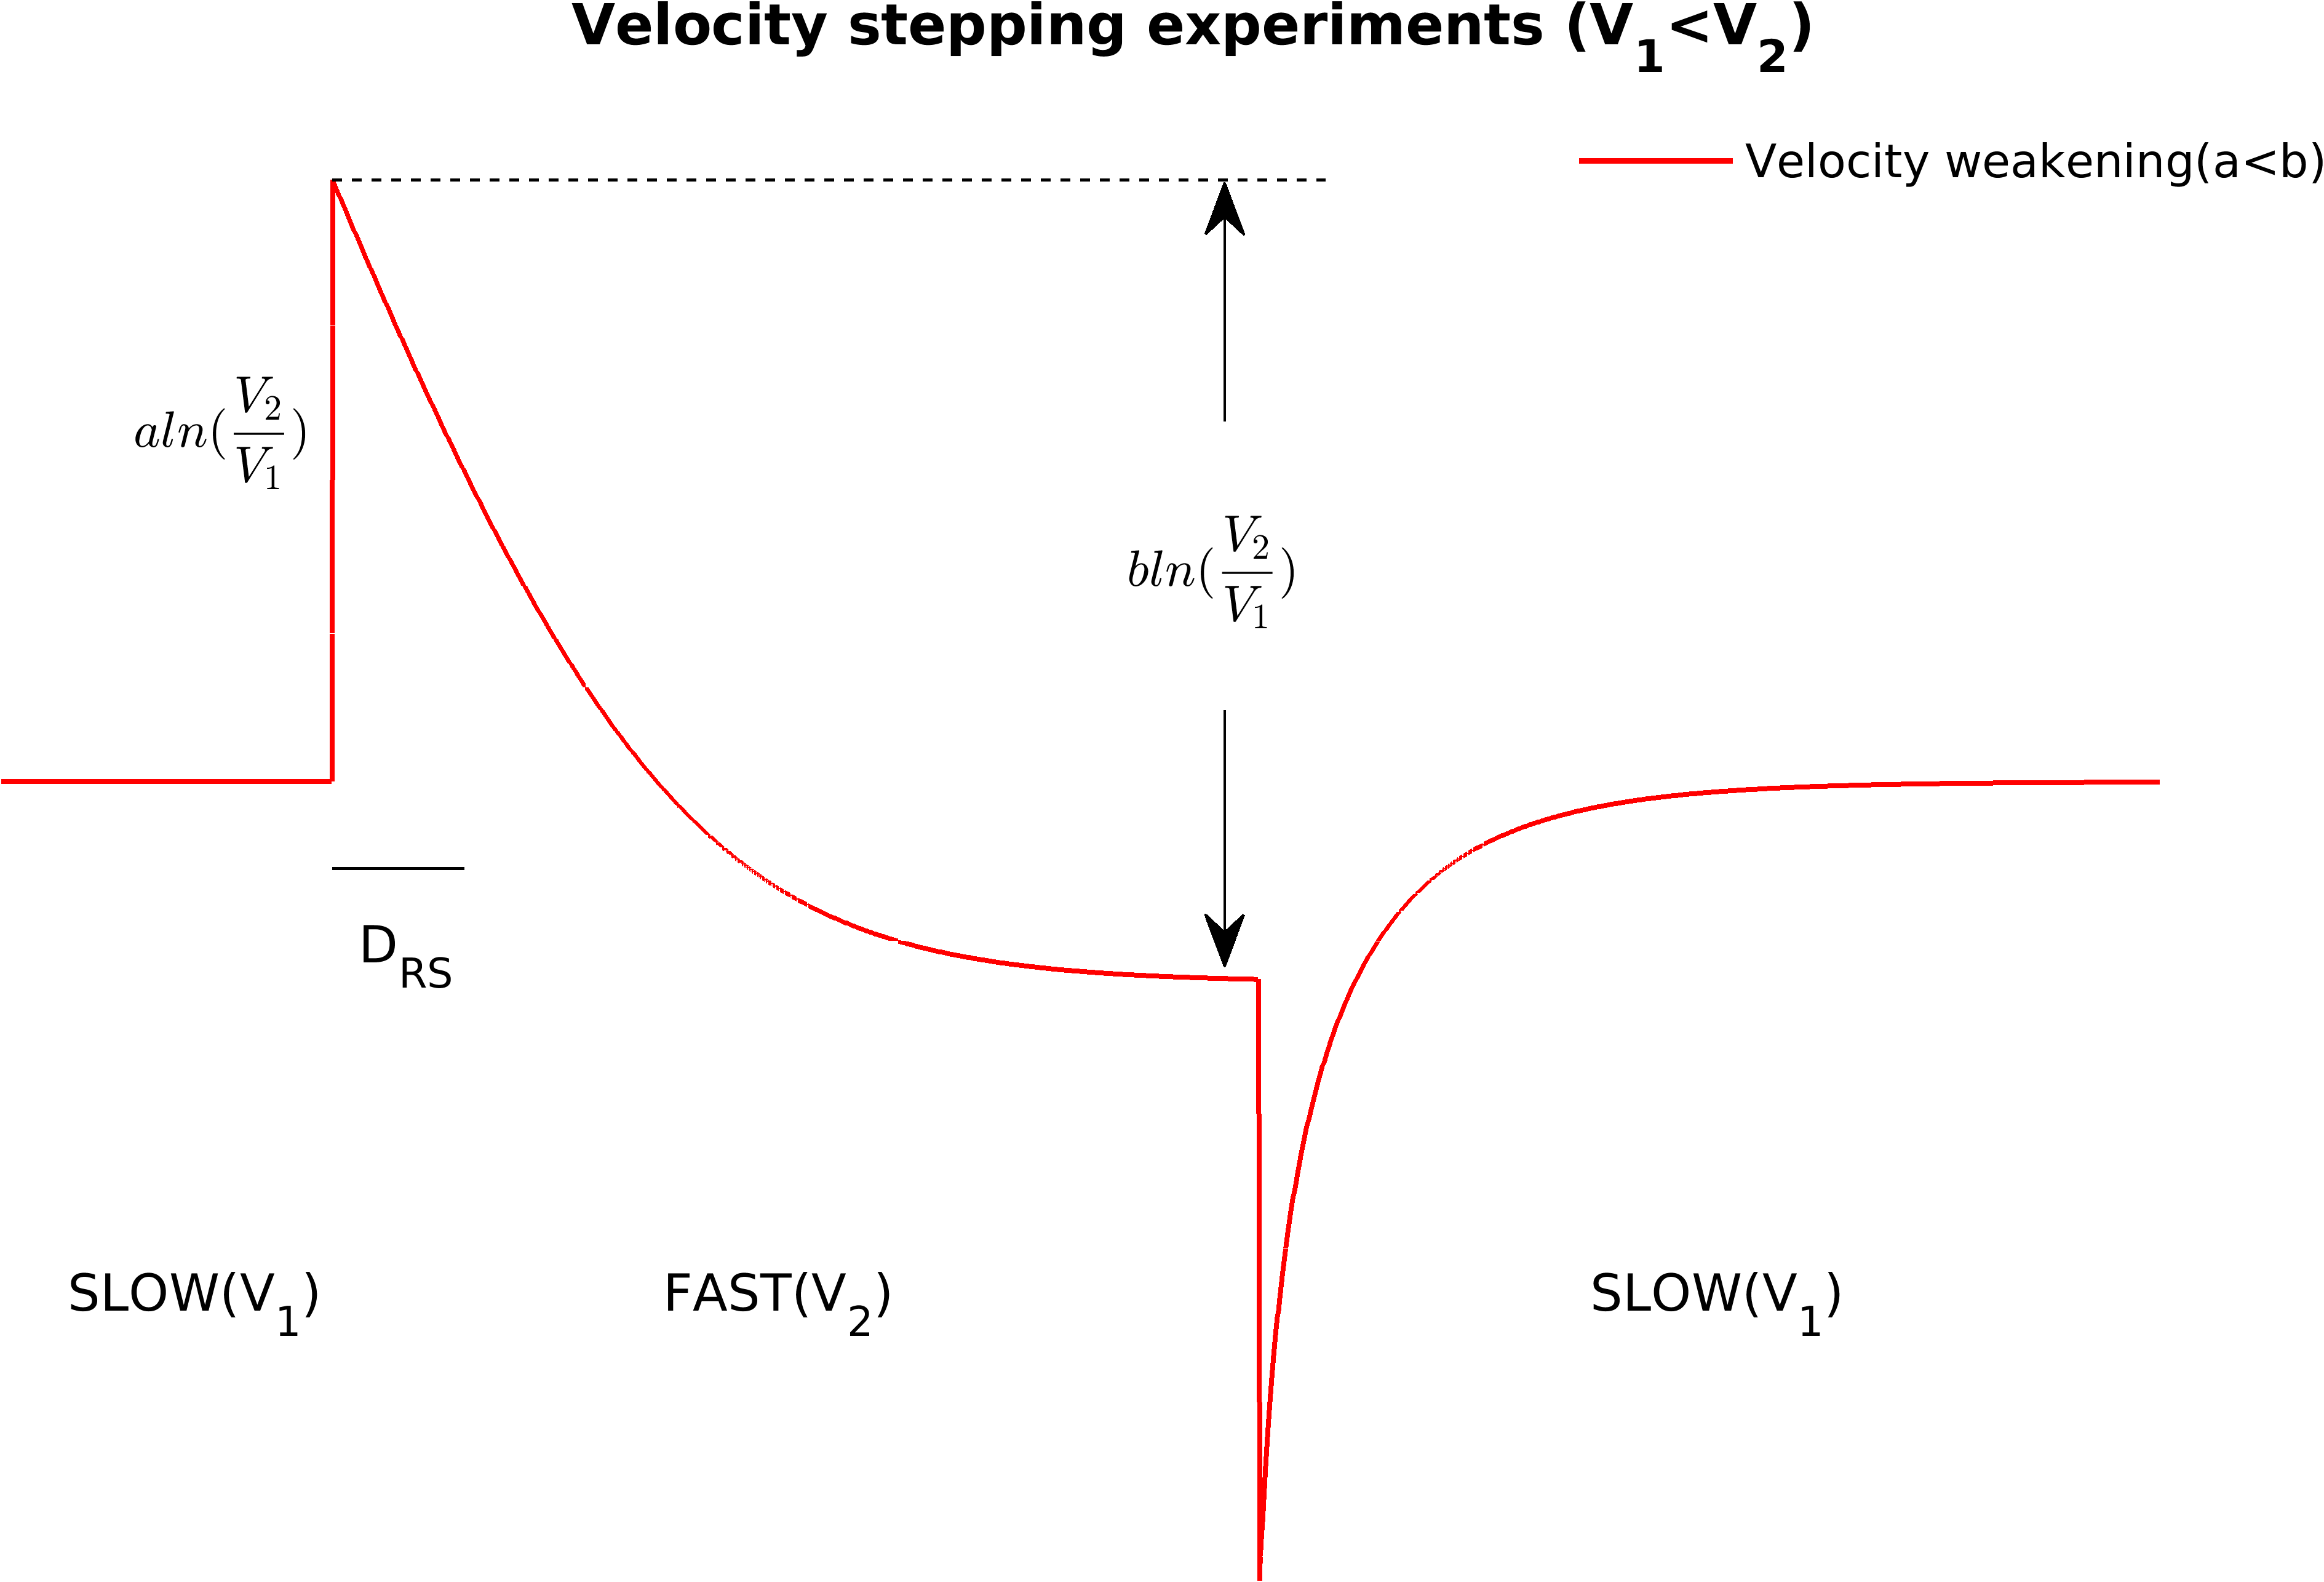 Velocity stepping experiments (V₁<V₂)
Velocity weakening(a<b)
aln(V₂/V₁)
bln(V₂/V₁)
D_RS
SLOW(V₁)
FAST(V₂)
SLOW(V₁)